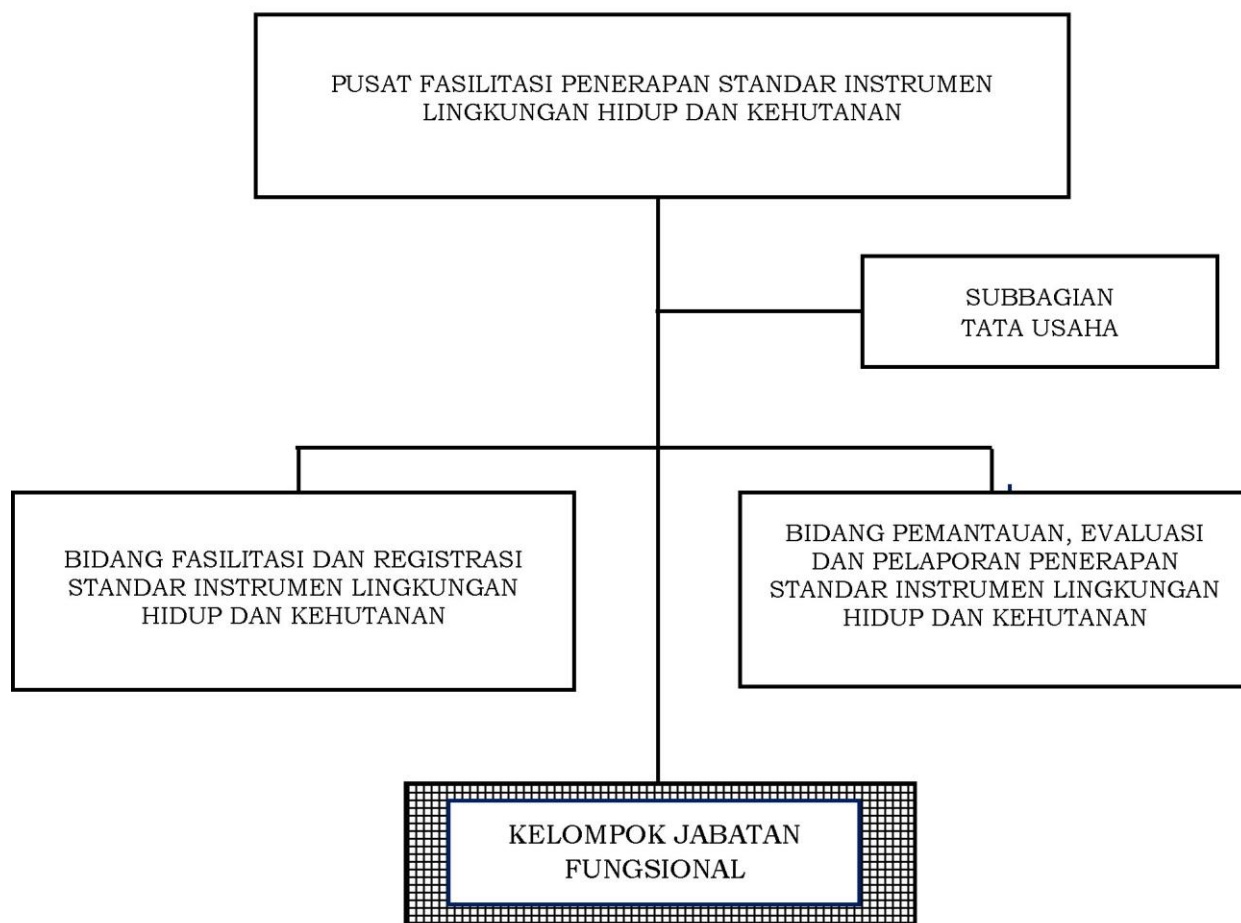 PUSAT FASILITASI PENERAPAN STANDAR INSTRUMEN
LINGKUNGAN HIDUP DAN KEHUTANAN
SUBBAGIAN
TATA USAHA
BIDANG FASILITASI DAN REGISTRASI
STANDAR INSTRUMEN LINGKUNGAN
HIDUP DAN KEHUTANAN
BIDANG PEMANTAUAN, EVALUASI
DAN PELAPORAN PENERAPAN
STANDAR INSTRUMEN LINGKUNGAN
HIDUP DAN KEHUTANAN
KELOMPOK JABATAN
FUNGSIONAL